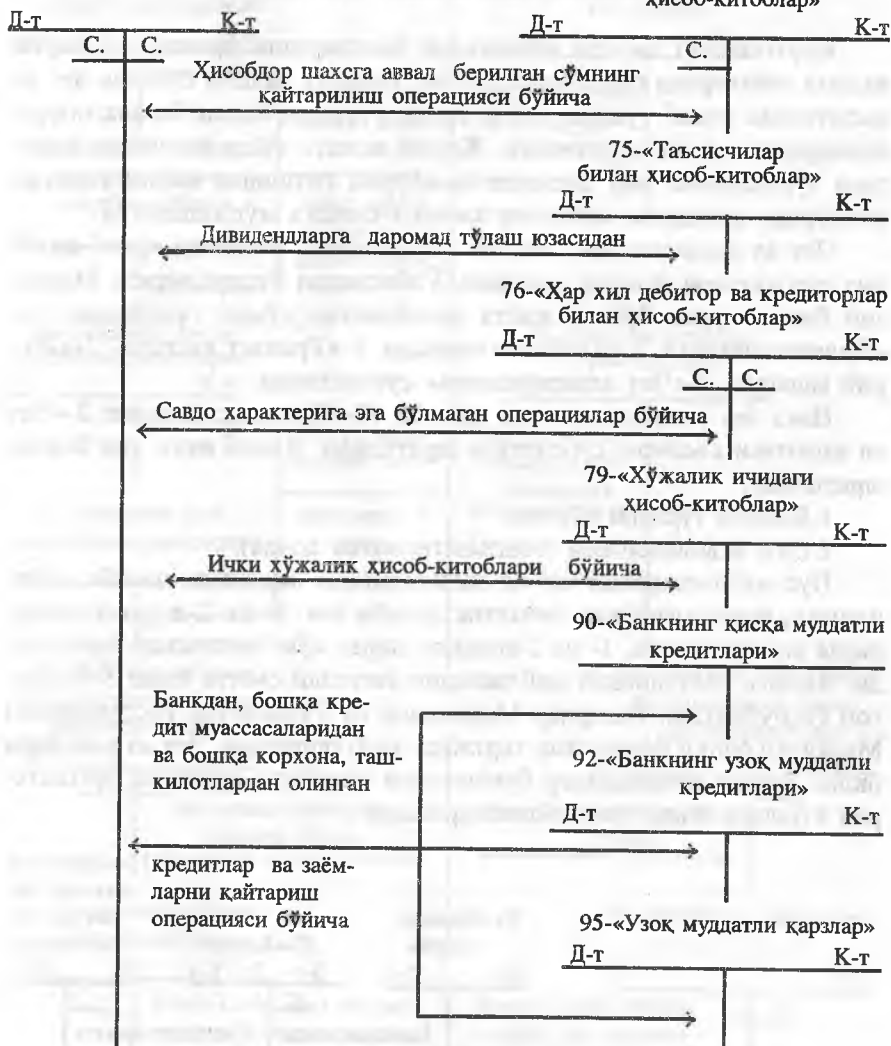 ҳисоб-китоблар»
Д-т К-т
Д-т К-т
С. С.
С.
Ҳисобдор шахсга аввал берилган сўмнинг
қайтарилиш операцияси бўйича
75-«Таъсисчилар
билан ҳисоб-китоблар»
Д-т К-т
Дивидендларга даромад тўлаш юзасидан
76-«Ҳар хил дебитор ва кредиторлар
билан ҳисоб-китоблар»
Д-т К-т
С. С.
Савдо характерига эга бўлмаган операциялар бўйича
79-«Хўжалик ичидаги
ҳисоб-китоблар»
Д-т К-т
Ички хўжалик ҳисоб-китоблари бўйича
90-«Банкнинг қисқа муддатли
кредитлари»
Банкдан, бошқа кре-
дит муассасаларидан
ва бошқа корхона, таш-
килотлардан олинган
92-«Банкнинг узоқ муддатли
кредитлари»
Д-т К-т
кредитлар ва заём-
ларни қайтариш
операцияси бўйича
95-«Узоқ муддатли қарзлар»
Д-т К-т